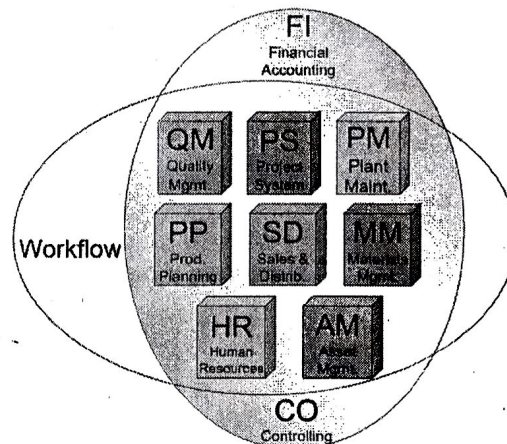 FI
Financial
Accounting
QM
Quality
Mgmt.
PS
Project
System
PM
Plant
Maint.
Workflow
PP
Prod.
Planning
SD
Sales &
Distrib.
MM
Materials
Mgmt.
HR
Human
Resources
AM
Asset
Mgmt.
CO
Controlling